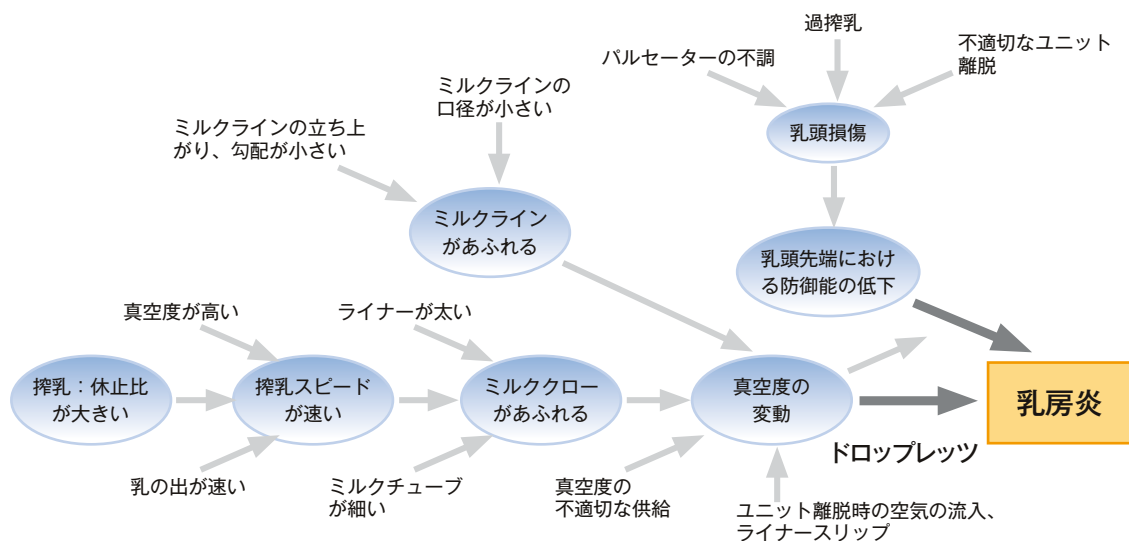 過搾乳
パルセーターの不調
不適切なユニット
離脱
ミルクラインの
口径が小さい
乳頭損傷
ミルクラインの立ち上
がり、勾配が小さい
ミルクライン
があふれる
乳頭先端におけ
る防御能の低下
真空度が高い
ライナーが太い
搾乳：休止比
が大きい
搾乳スピード
が速い
ミルククロー
があふれる
真空度の
変動
乳房炎
ドロップレッツ
乳の出が速い
ミルクチューブ
が細い
真空度の
不適切な供給
ユニット離脱時の空気の流入、
ライナースリップ